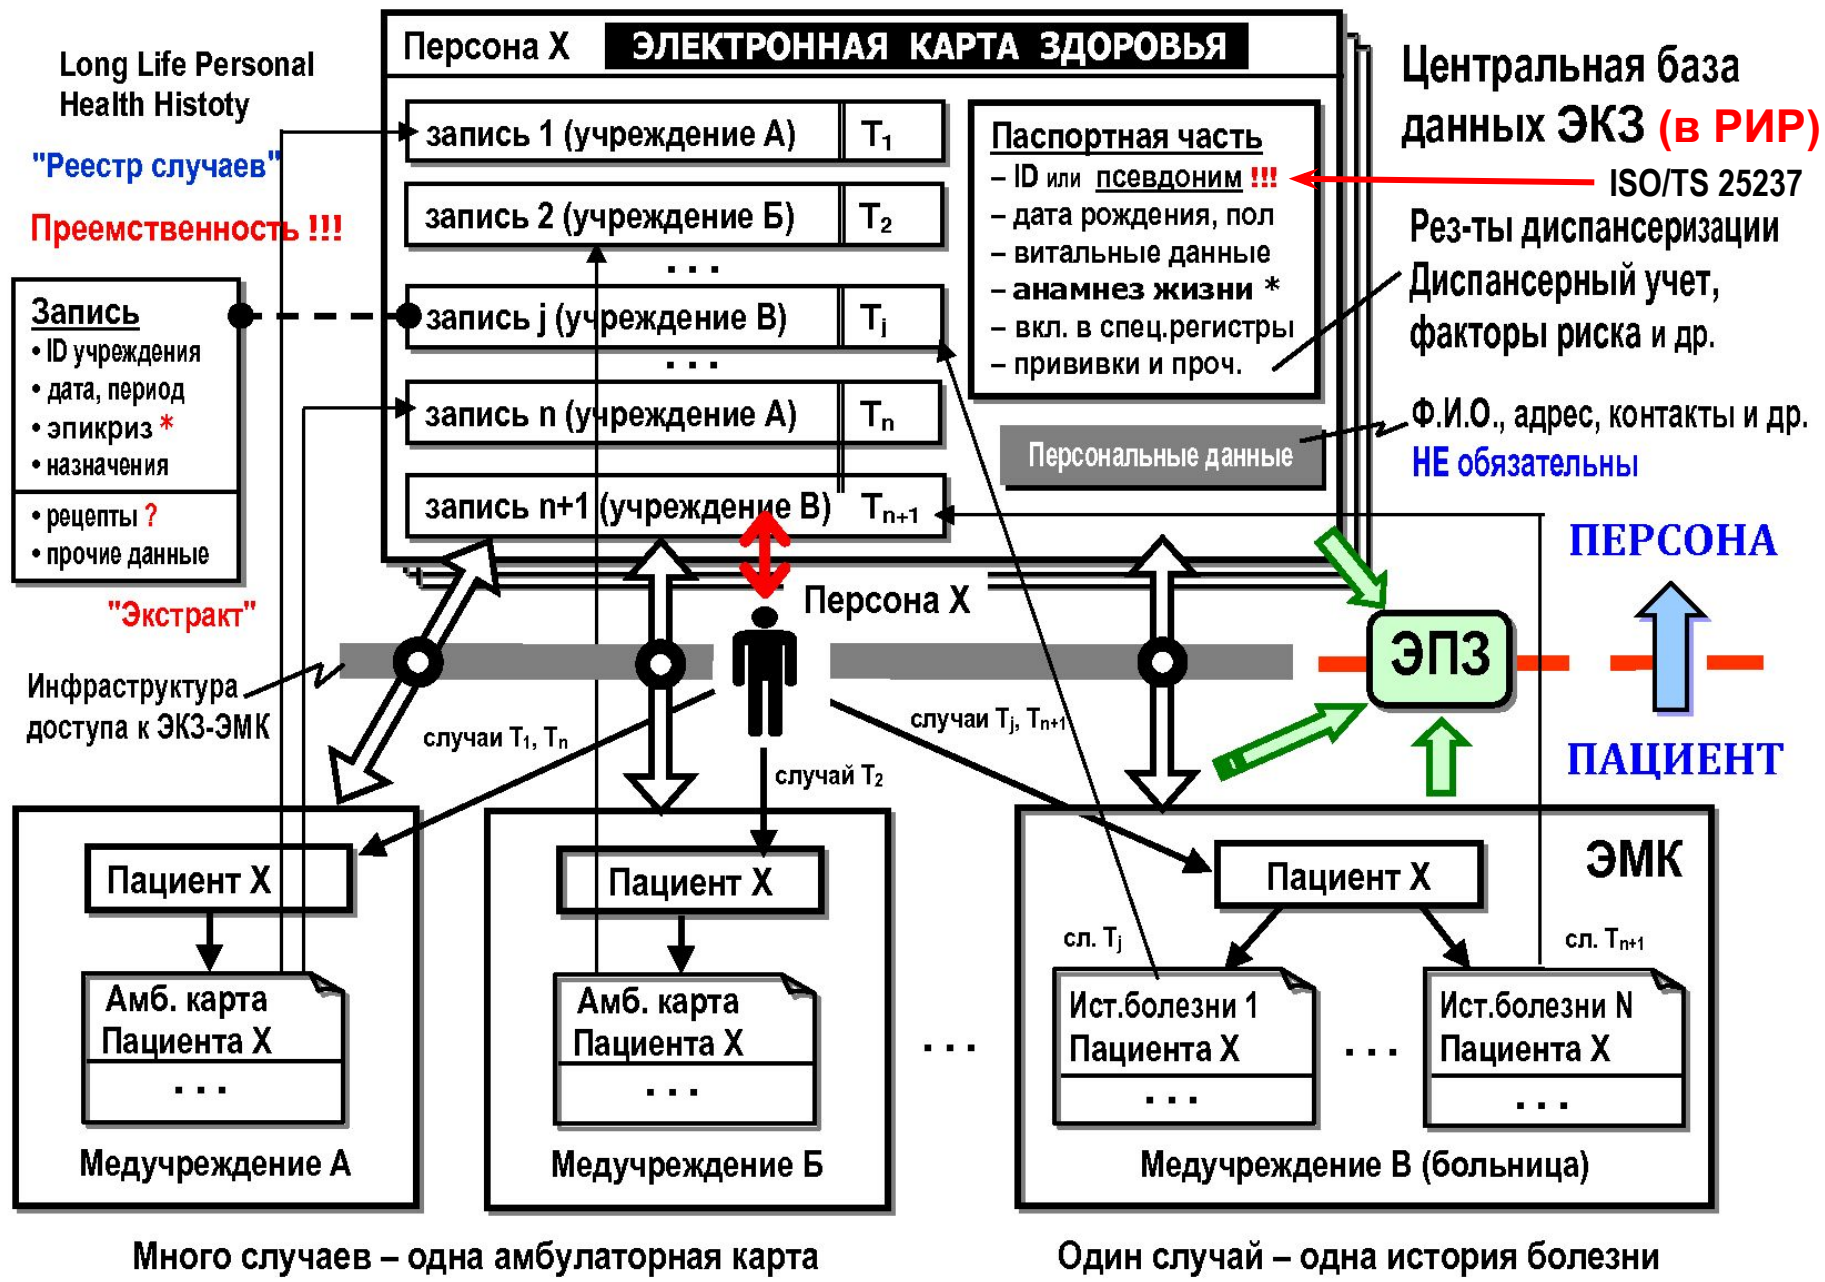 Long Life Personal
Health Histoty
"Реестр случаев"
Преемственность !!!
Персона X
ЭЛЕКТРОННАЯ КАРТА ЗДОРОВЬЯ
запись 1 (учреждение А)
T1
запись 2 (учреждение Б)
T2
. . .
запись j (учреждение В)
Tj
. . .
запись n (учреждение А)
Tn
запись n+1 (учреждение В)
Tn+1
Паспортная часть
– ID или псевдоним !!!
– дата рождения, пол
– витальные данные
– анамнез жизни *
– вкл. в спец.регистры
– прививки и проч.
Персональные данные
Центральная база
данных ЭКЗ (в РИР)
ISO/TS 25237
Рез-ты диспансеризации
Диспансерный учет,
факторы риска и др.
Ф.И.О., адрес, контакты и др.
НЕ обязательны
Запись
• ID учреждения
• дата, период
• эпикриз *
• назначения
• рецепты ?
• прочие данные
"Экстракт"
Инфраструктура
доступа к ЭКЗ-ЭМК
Персона X
ПЕРСОНА
ЭПЗ
ПАЦИЕНТ
случаи T1, Tn
случай T2
случаи Tj, Tn+1
Пациент X
Амб. карта
Пациента X
. . .
Медучреждение А
Пациент X
Амб. карта
Пациента X
. . .
Медучреждение Б
. . .
ЭМК
Пациент X
сл. Tj
сл. Tn+1
Ист.болезни 1
Пациента X
. . .
. . .
Ист.болезни N
Пациента X
. . .
Медучреждение В (больница)
Много случаев – одна амбулаторная карта
Один случай – одна история болезни